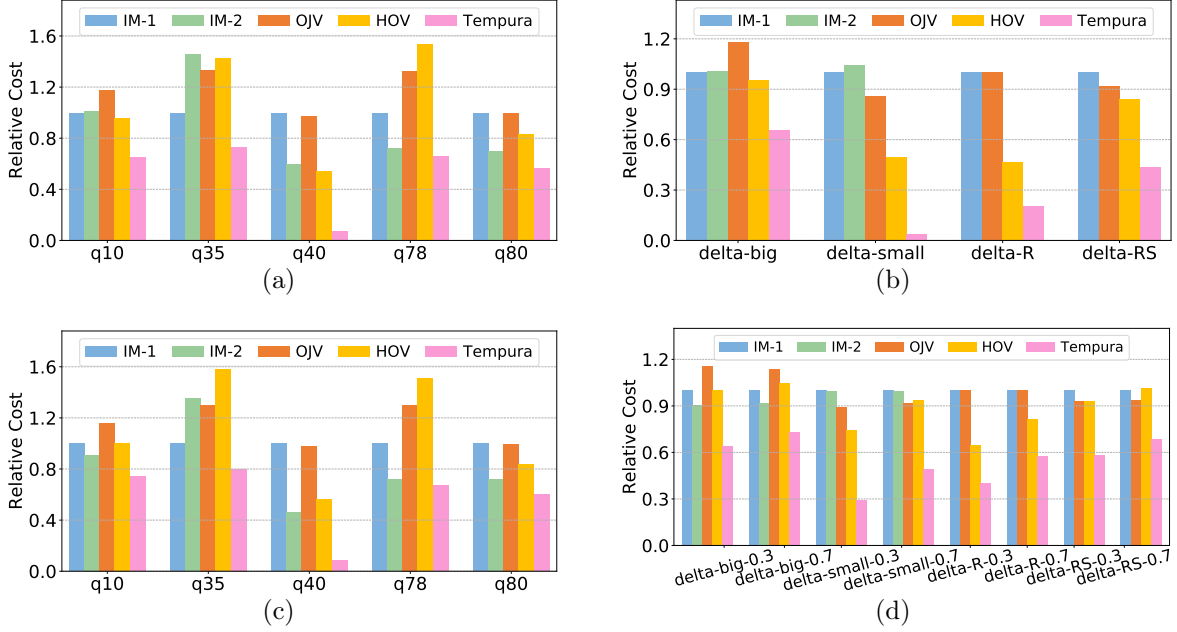 IM-1 IM-2 OJV HOV Tempura
Relative Cost
1.6
1.2
0.8
0.4
0.0
q10 q35 q40 q78 q80
(a)
IM-1 IM-2 OJV HOV Tempura
Relative Cost
1.2
0.9
0.6
0.3
0.0
delta-big delta-small delta-R delta-RS
(b)
IM-1 IM-2 OJV HOV Tempura
Relative Cost
1.6
1.2
0.8
0.4
0.0
q10 q35 q40 q78 q80
(c)
IM-1 IM-2 OJV HOV Tempura
Relative Cost
1.2
0.9
0.6
0.3
0.0
delta-big-0.3 delta-big-0.7 delta-small-0.3 delta-small-0.7 delta-R-0.3 delta-R-0.7 delta-RS-0.3 delta-RS-0.7
(d)